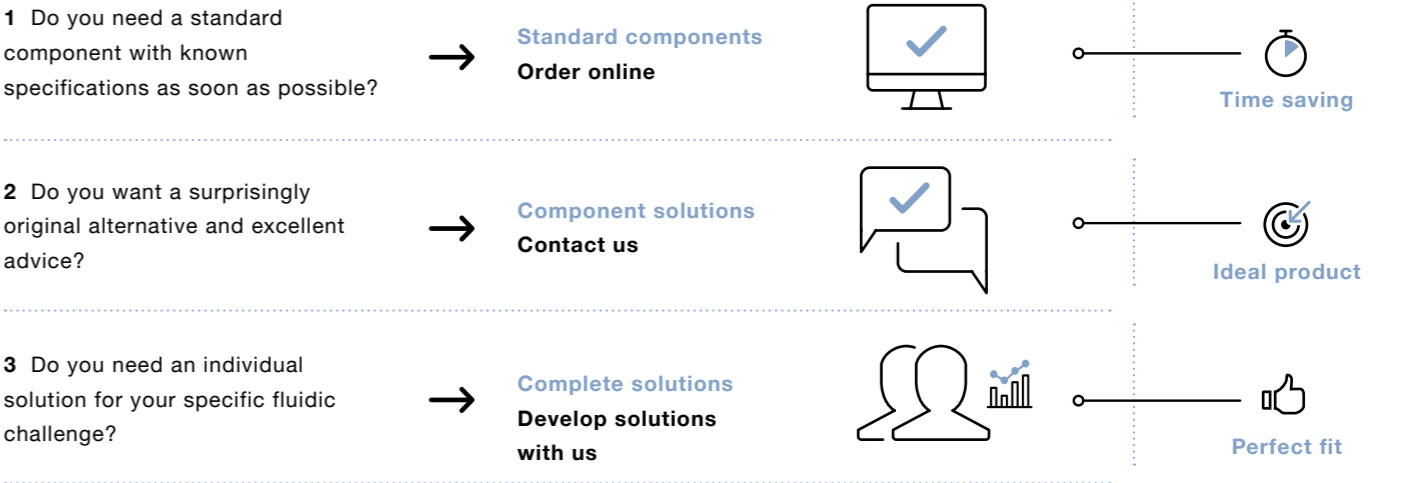 1 Do you need a standard
component with known
specifications as soon as possible?
Standard components
Order online
Time saving
2 Do you want a surprisingly
original alternative and excellent
advice?
Component solutions
Contact us
Ideal product
3 Do you need an individual
solution for your specific fluidic
challenge?
Complete solutions
Develop solutions
with us
Perfect fit